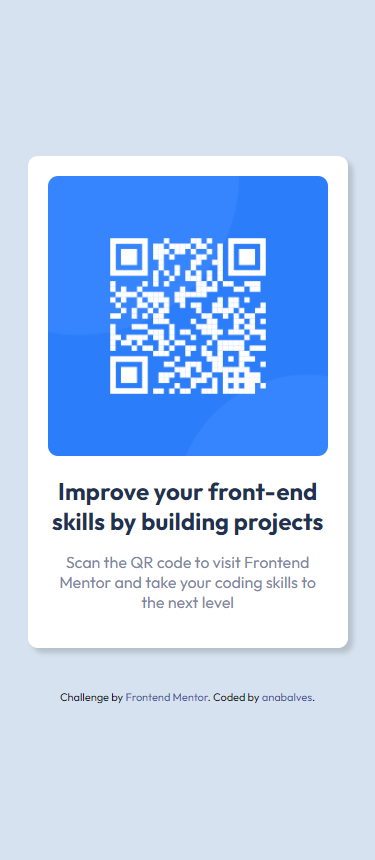 Improve your front-end
skills by building projects
Scan the QR code to visit Frontend
Mentor and take your coding skills to
the next level
Challenge by Frontend Mentor. Coded by anabalves.